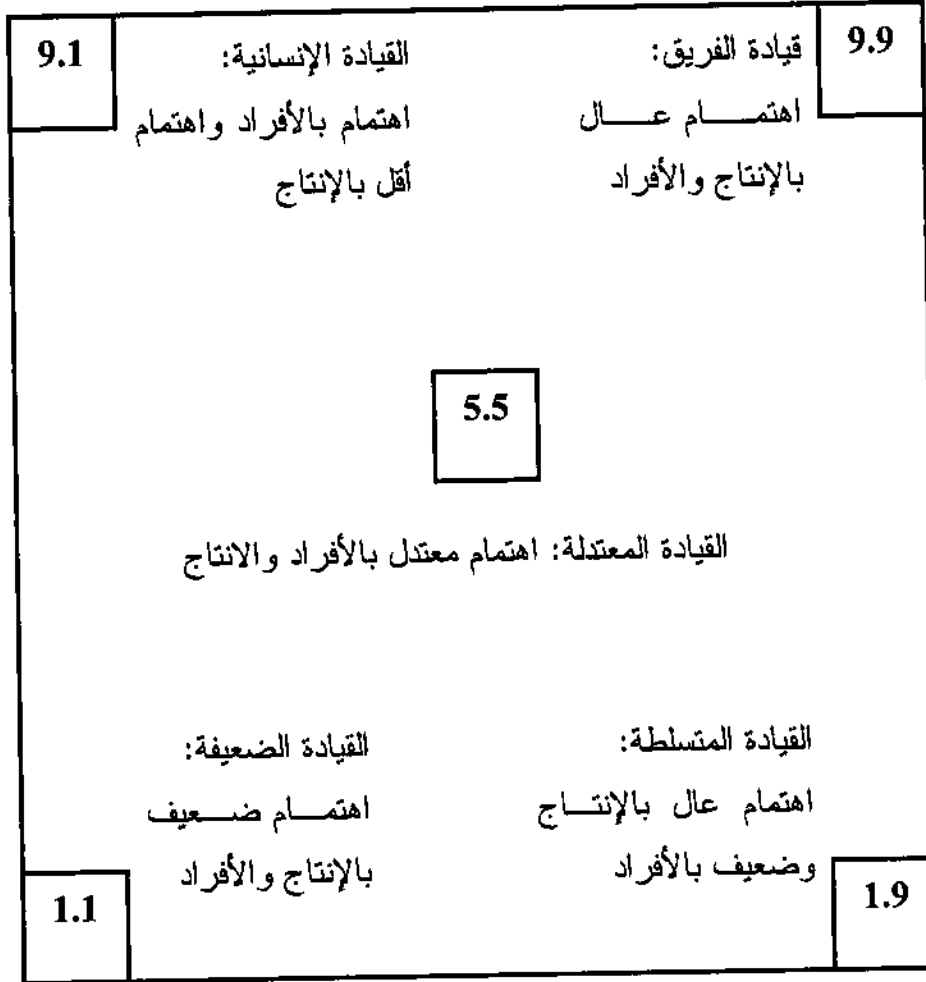 9.9
قيادة الفريق:
اهتمام عال
بالإنتاج والأفراد
9.1
القيادة الإنسانية:
اهتمام بالأفراد واهتمام
أقل بالإنتاج
5.5
القيادة المعتدلة: اهتمام معتدل بالأفراد والانتاج
القيادة المتسلطة:
اهتمام عال بالإنتاج
وضعيف بالأفراد
1.9
القيادة الضعيفة:
اهتمام ضعيف
بالإنتاج والأفراد
1.1